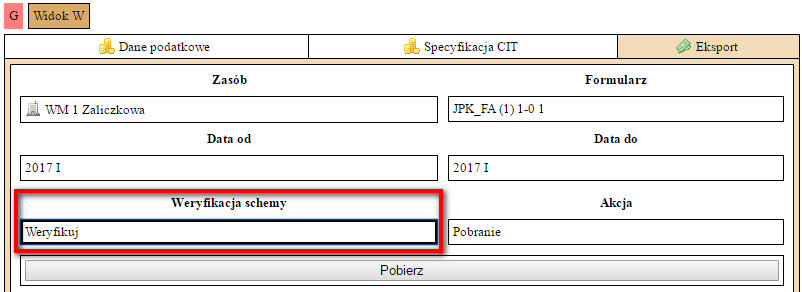 G Widok W
Dane podatkowe Specyfikacja CIT Eksport
Zasób Formularz
WM 1 Zaliczkowa JPK_FA (1) 1-0 1
Data od Data do
2017 I 2017 I
Weryfikacja schemy Akcja
Weryfikuj Pobranie
Pobierz